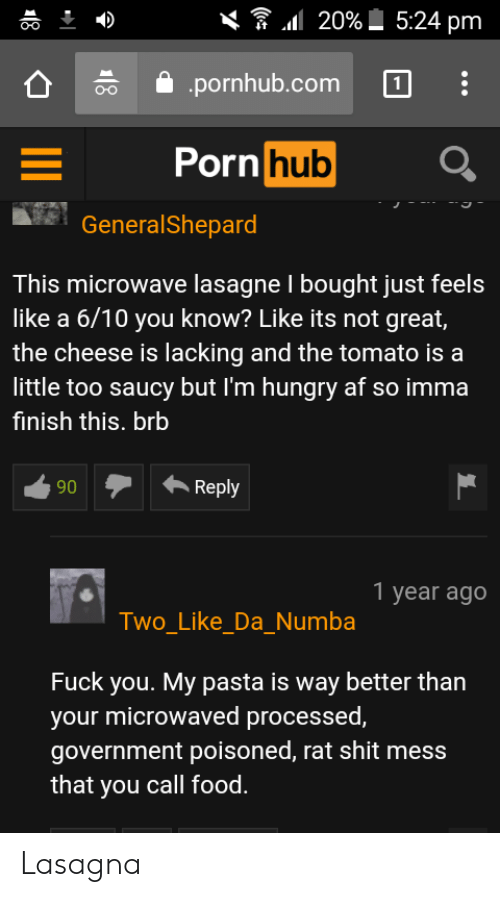 20% 5:24 pm
.pornhub.com 1
Porn hub
GeneralShepard
This microwave lasagne I bought just feels
like a 6/10 you know? Like its not great,
the cheese is lacking and the tomato is a
little too saucy but I'm hungry af so imma
finish this. brb
90 Reply
1 year ago
Two_Like_Da_Numba
Fuck you. My pasta is way better than
your microwaved processed,
government poisoned, rat shit mess
that you call food.
Lasagna